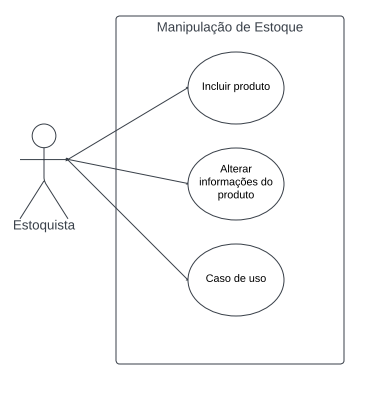 Manipulação de Estoque
Incluir produto
Alterar
informações do
produto
Estoquista
Caso de uso